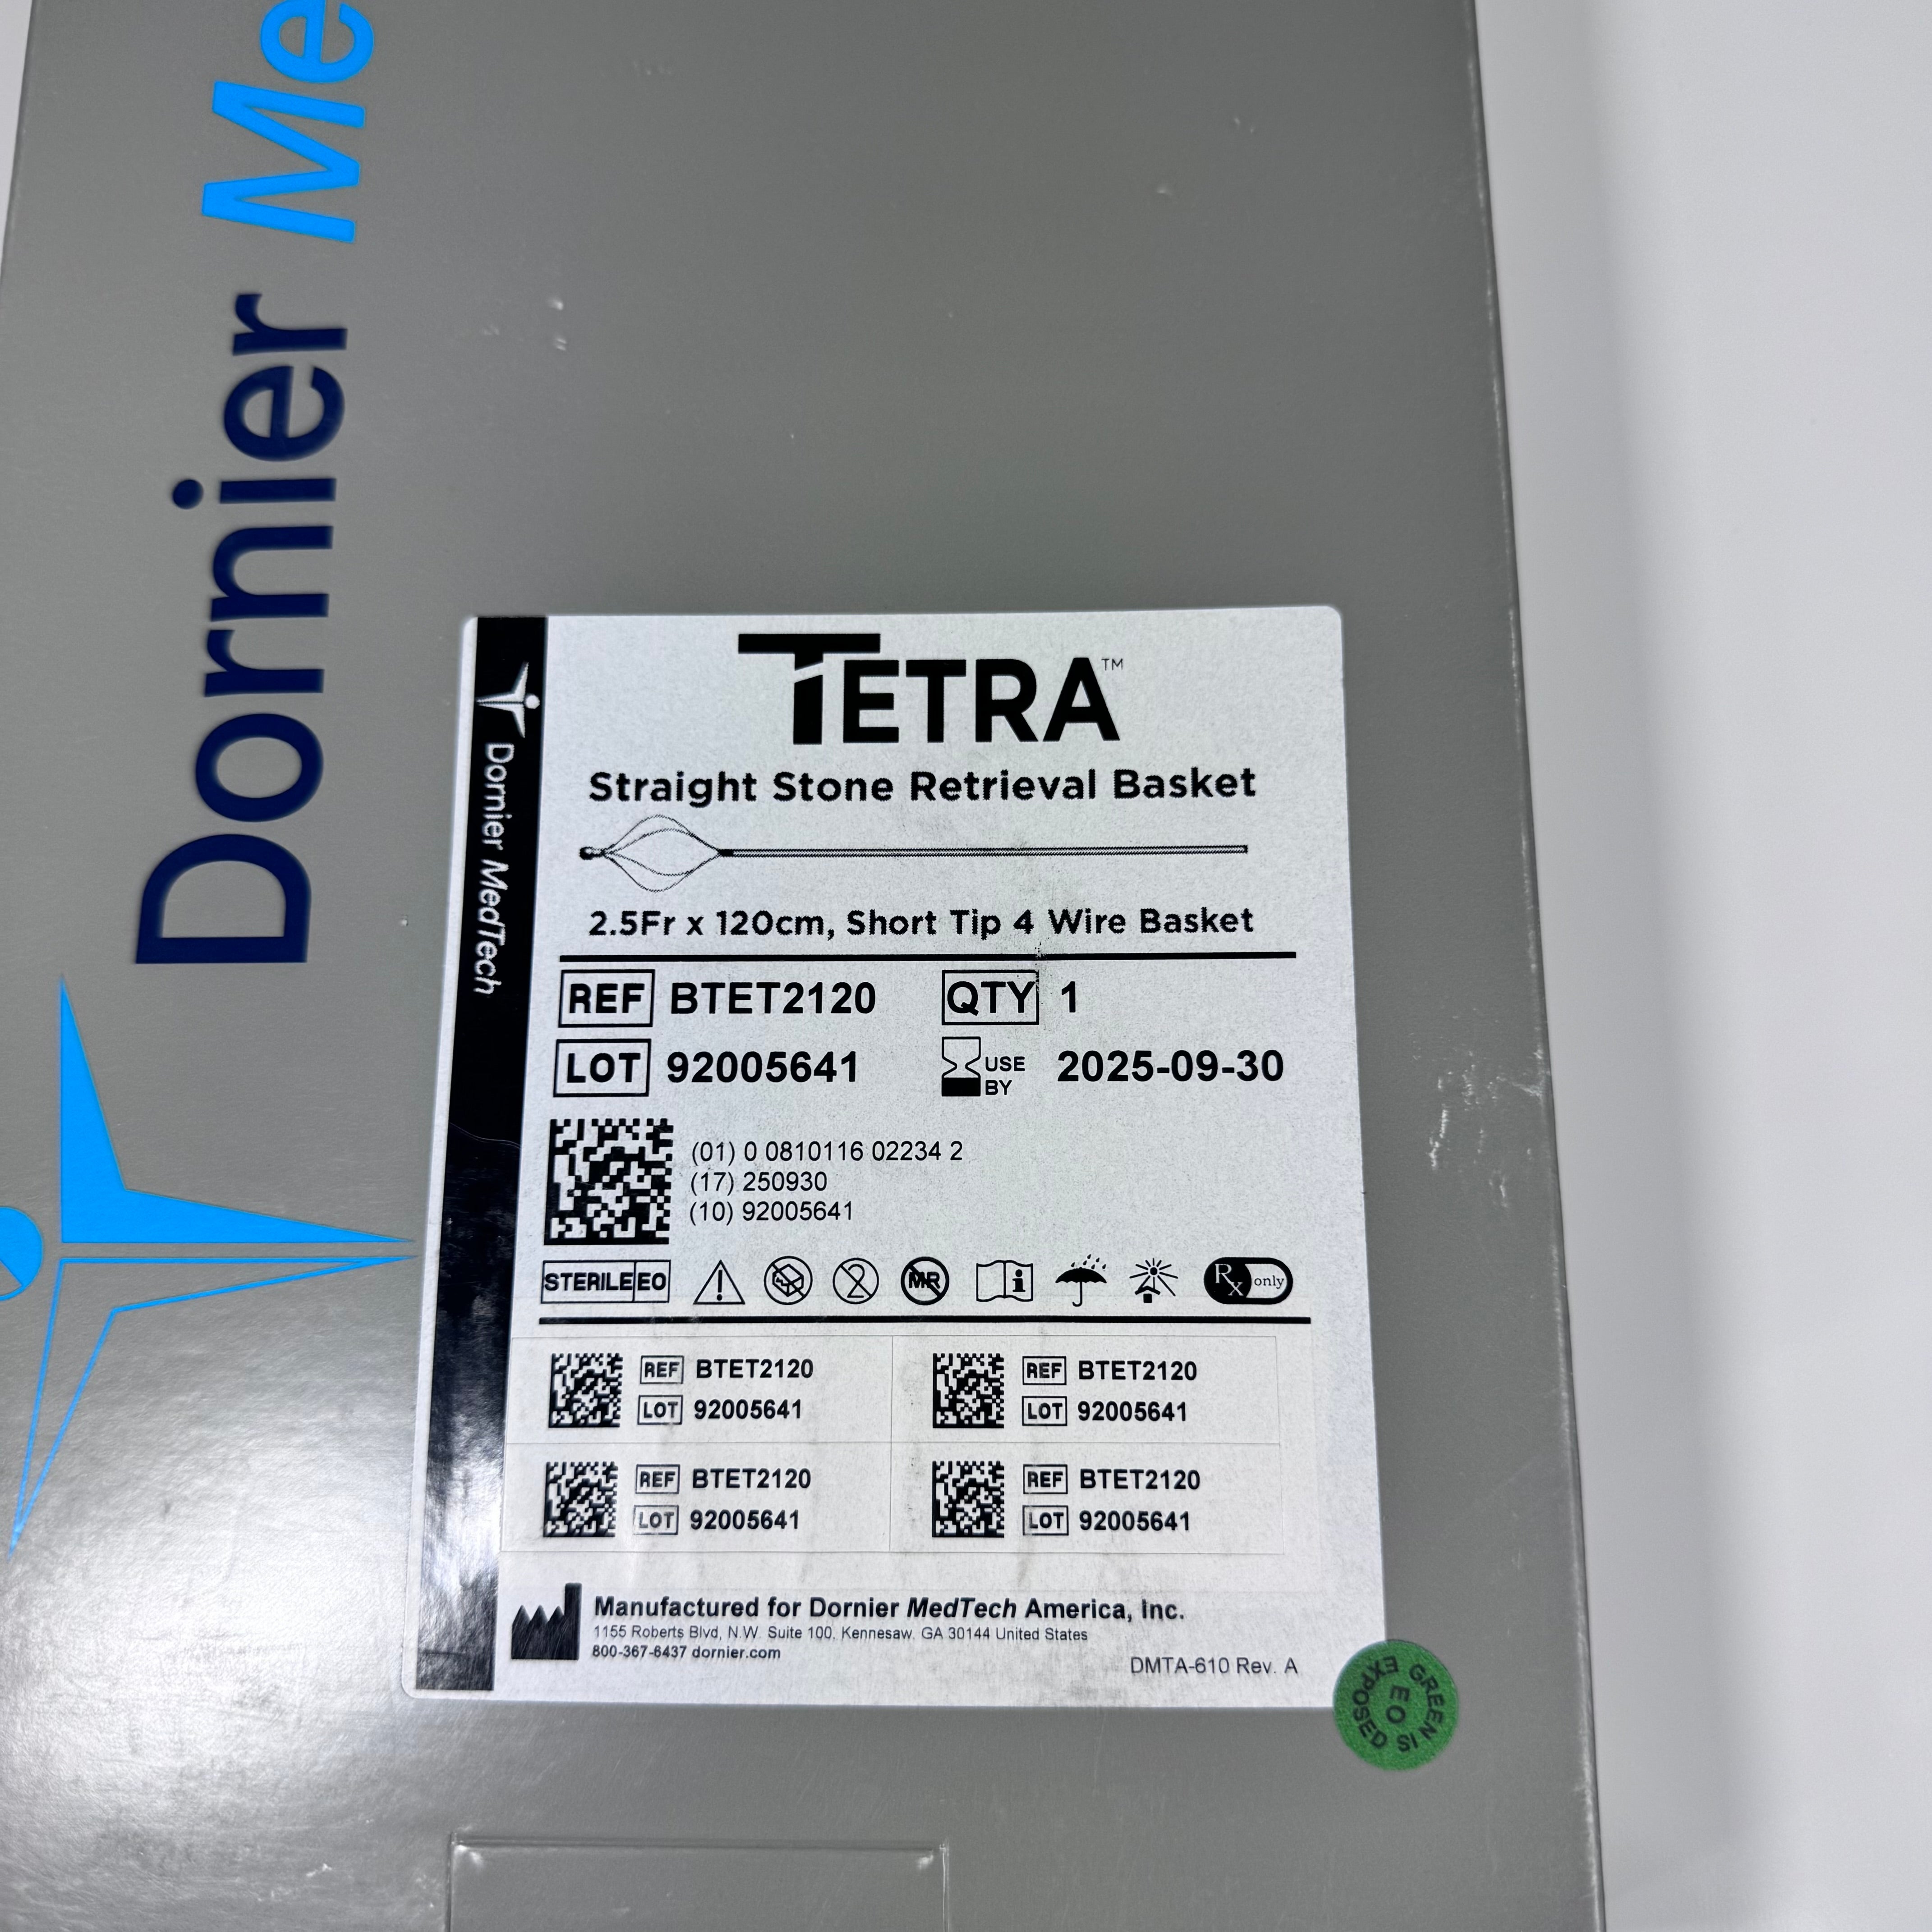 Dornier Me
Dornier MedTech
TETRA™
Straight Stone Retrieval Basket
2.5Fr x 120cm, Short Tip 4 Wire Basket
REF BTET2120 QTY 1
LOT 92005641 USE BY 2025-09-30
(01) 0 0810116 02234 2
(17) 250930
(10) 92005641
STERILE EO 2 MR i Rx only
REF BTET2120
LOT 92005641
REF BTET2120
LOT 92005641
REF BTET2120
LOT 92005641
REF BTET2120
LOT 92005641
Manufactured for Dornier MedTech America, Inc.
1155 Roberts Blvd, N.W. Suite 100, Kennesaw, GA 30144 United States
800-367-6437 dornier.com
DMTA-610 Rev. A
GREEN IS EXPOSED
EO